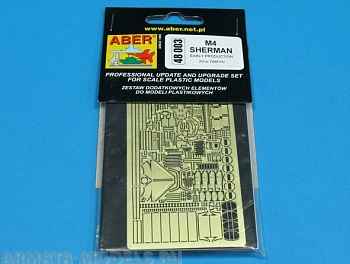 www.aber.net.pl
ABER
48 003
M4
SHERMAN
EARLY PRODUCTION
PROFESSIONAL UPDATE AND UPGRADE SET
FOR SCALE PLASTIC MODELS
ZESTAW DODATKOWYCH ELEMENTÓW
DO MODELI PLASTIKOWYCH
ARMATA-MODELS